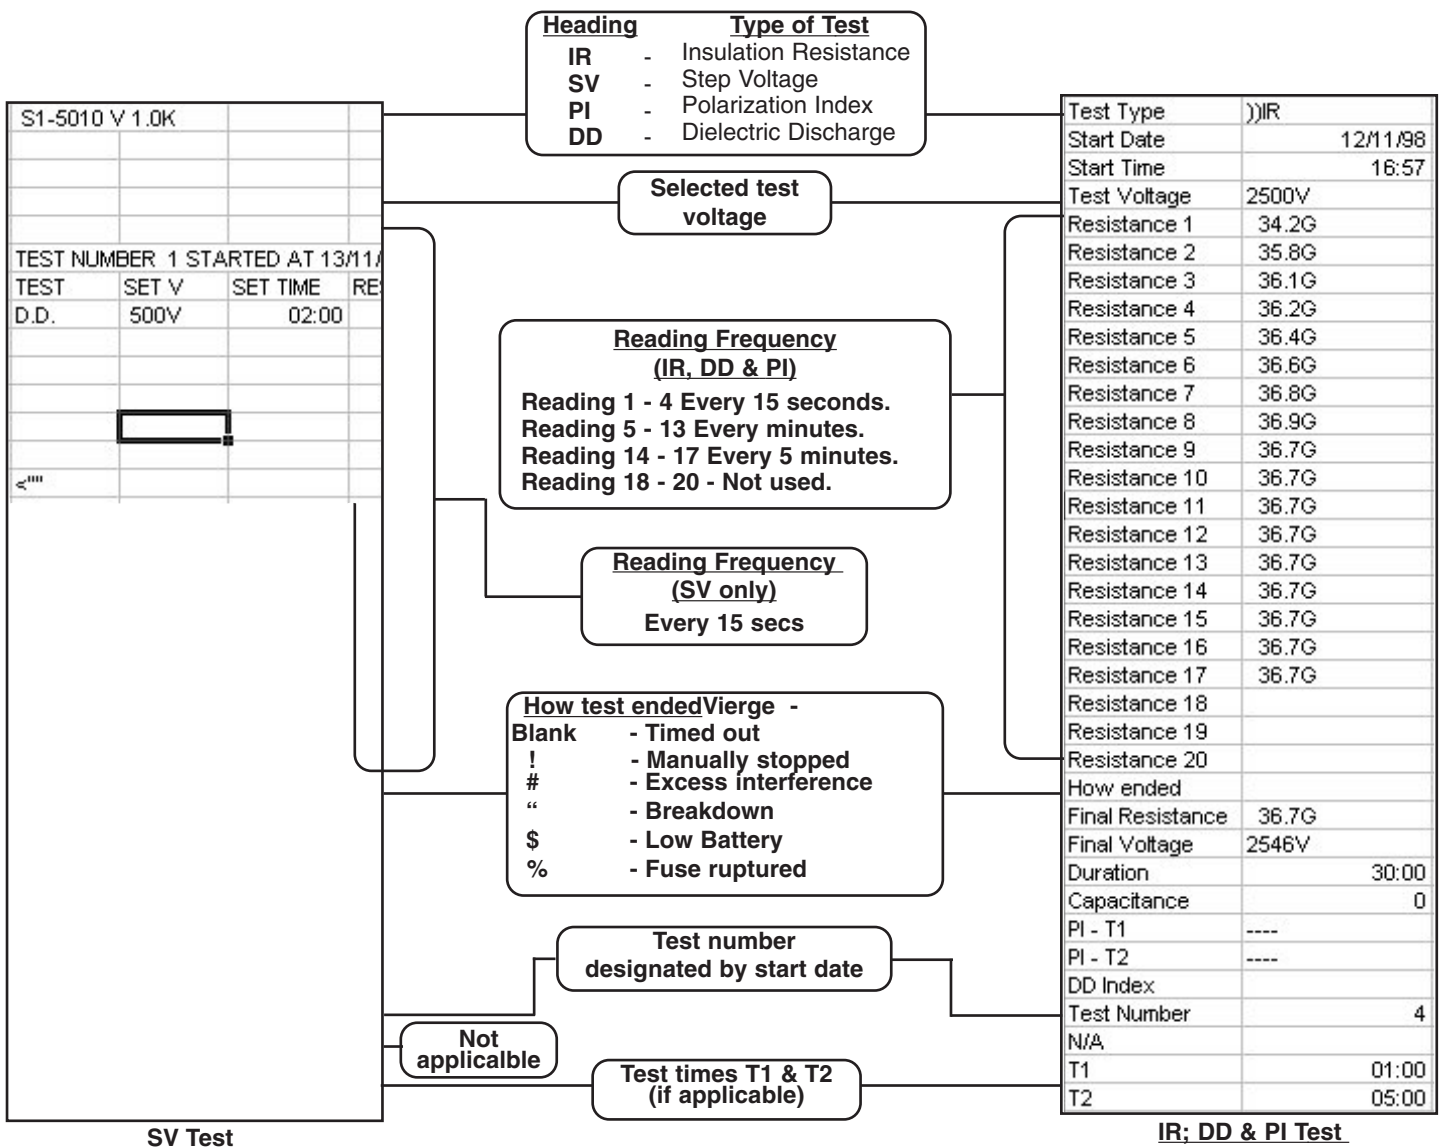 Heading Type of Test
IR - Insulation Resistance
SV - Step Voltage
PI - Polarization Index
DD - Dielectric Discharge
S1-5010 V 1.0K
TEST NUMBER 1 STARTED AT 13/11/
TEST SET V SET TIME RE
D.D. 500V 02:00
<""
SV Test
Selected test
voltage
Reading Frequency
(IR, DD & PI)
Reading 1 - 4 Every 15 seconds.
Reading 5 - 13 Every minutes.
Reading 14 - 17 Every 5 minutes.
Reading 18 - 20 - Not used.
Reading Frequency
(SV only)
Every 15 secs
How test endedVierge -
Blank - Timed out
! - Manually stopped
# - Excess interference
“ - Breakdown
$ - Low Battery
% - Fuse ruptured
Test number
designated by start date
Not
applicalble
Test times T1 & T2
(if applicable)
Test Type ))IR
Start Date 12/11/98
Start Time 16:57
Test Voltage 2500V
Resistance 1 34.2G
Resistance 2 35.8G
Resistance 3 36.1G
Resistance 4 36.2G
Resistance 5 36.4G
Resistance 6 36.6G
Resistance 7 36.8G
Resistance 8 36.9G
Resistance 9 36.7G
Resistance 10 36.7G
Resistance 11 36.7G
Resistance 12 36.7G
Resistance 13 36.7G
Resistance 14 36.7G
Resistance 15 36.7G
Resistance 16 36.7G
Resistance 17 36.7G
Resistance 18
Resistance 19
Resistance 20
How ended
Final Resistance 36.7G
Final Voltage 2546V
Duration 30:00
Capacitance 0
PI - T1 ----
PI - T2 ----
DD Index
Test Number 4
N/A
T1 01:00
T2 05:00
IR; DD & PI Test